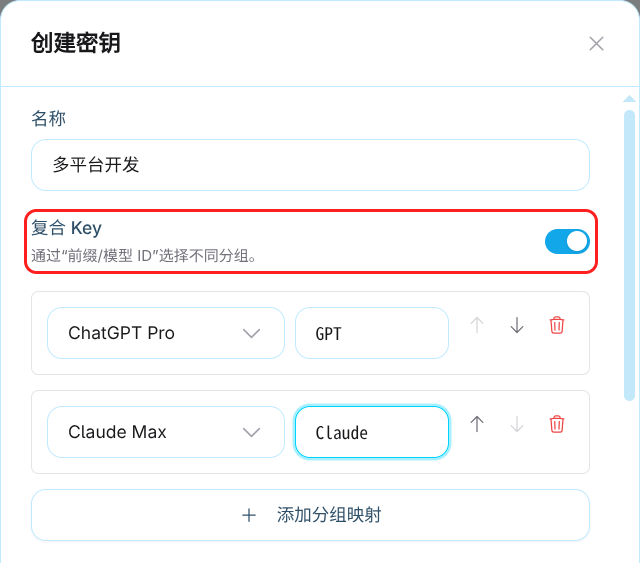 创建密钥
名称
多平台开发
复合 Key
通过“前缀/模型 ID”选择不同分组。
ChatGPT Pro
GPT
Claude Max
Claude
添加分组映射